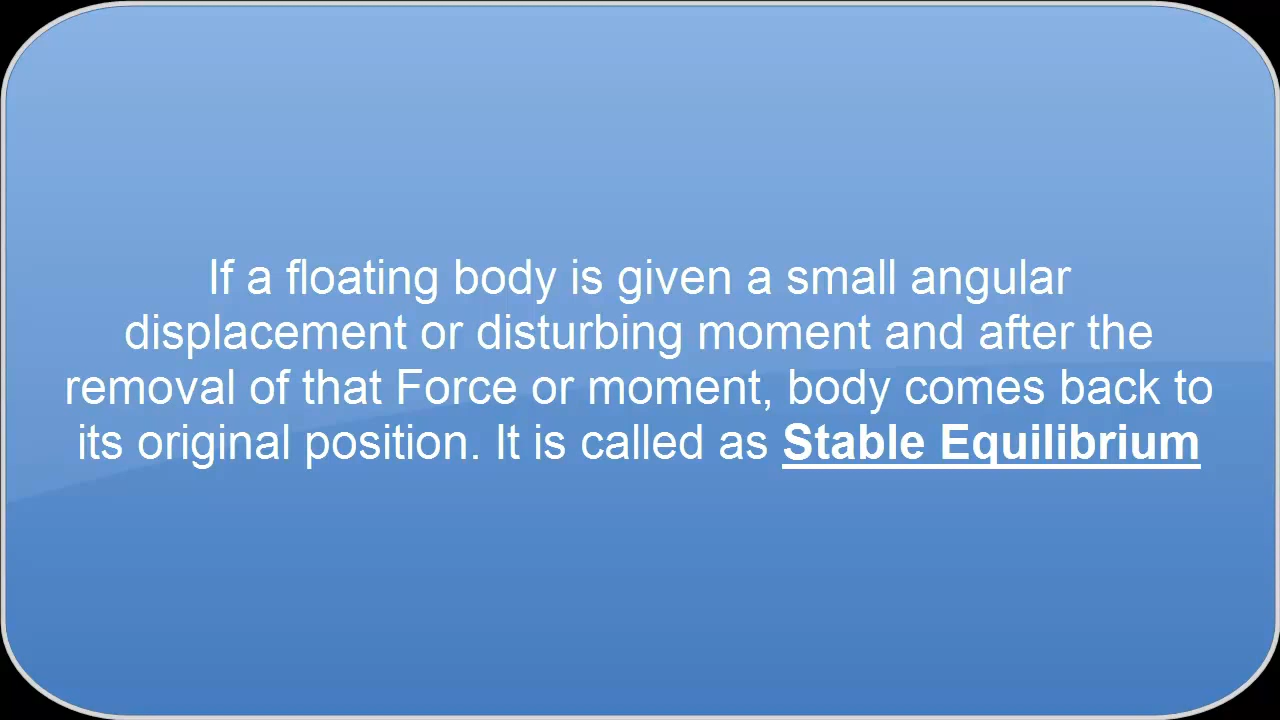 If a floating body is given a small angular
displacement or disturbing moment and after the
removal of that Force or moment, body comes back to
its original position. It is called as Stable Equilibrium